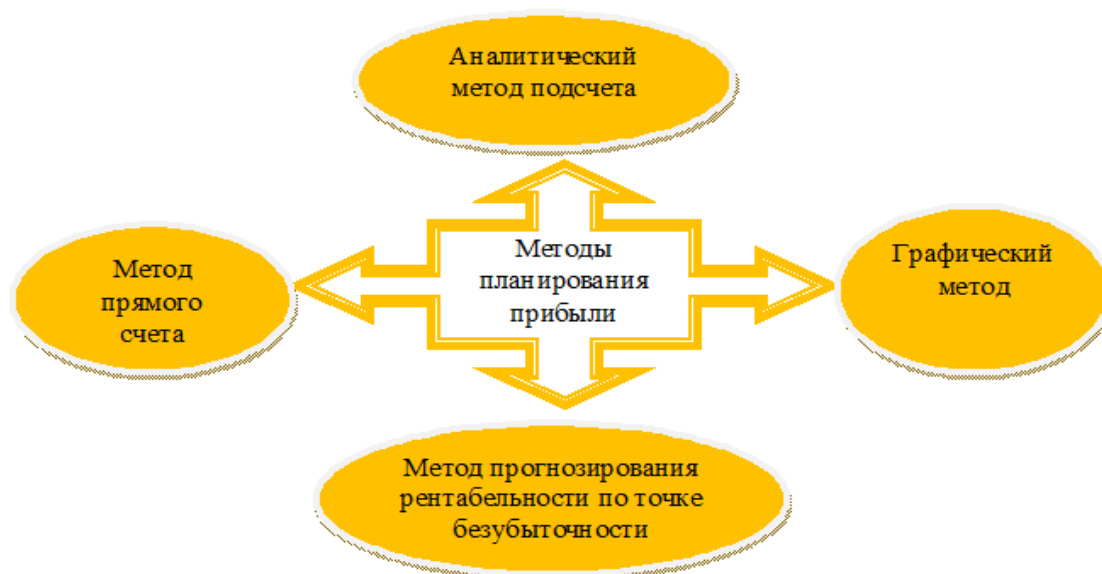 Аналитический
метод подсчета
Методы
планирования
прибыли
Метод
прямого
счета
Графический
метод
Метод прогнозирования
рентабельности по точке
безубыточности